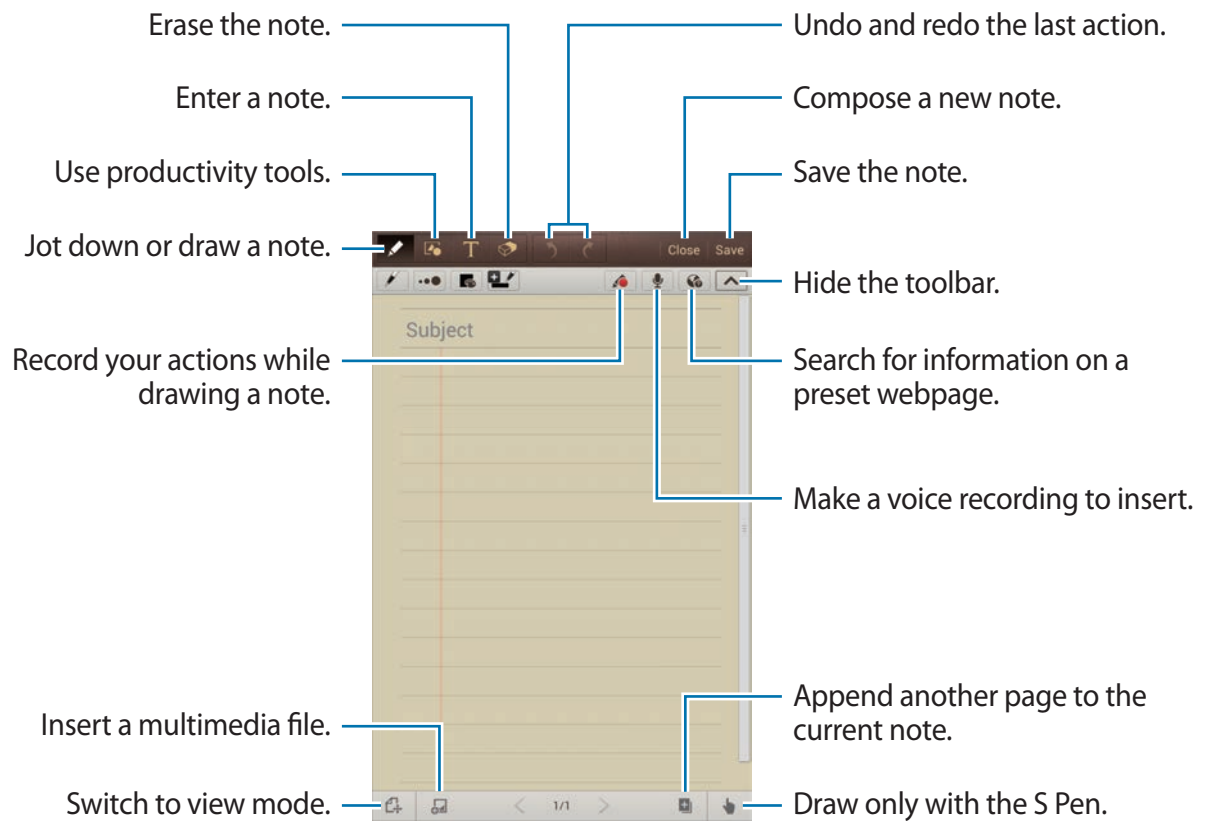 Erase the note.
Undo and redo the last action.
Enter a note.
Compose a new note.
Use productivity tools.
Save the note.
Jot down or draw a note.
T
Close
Save
Hide the toolbar.
Subject
Record your actions while
drawing a note.
Search for information on a
preset webpage.
Make a voice recording to insert.
Append another page to the
current note.
Insert a multimedia file.
Switch to view mode.
1/1
Draw only with the S Pen.